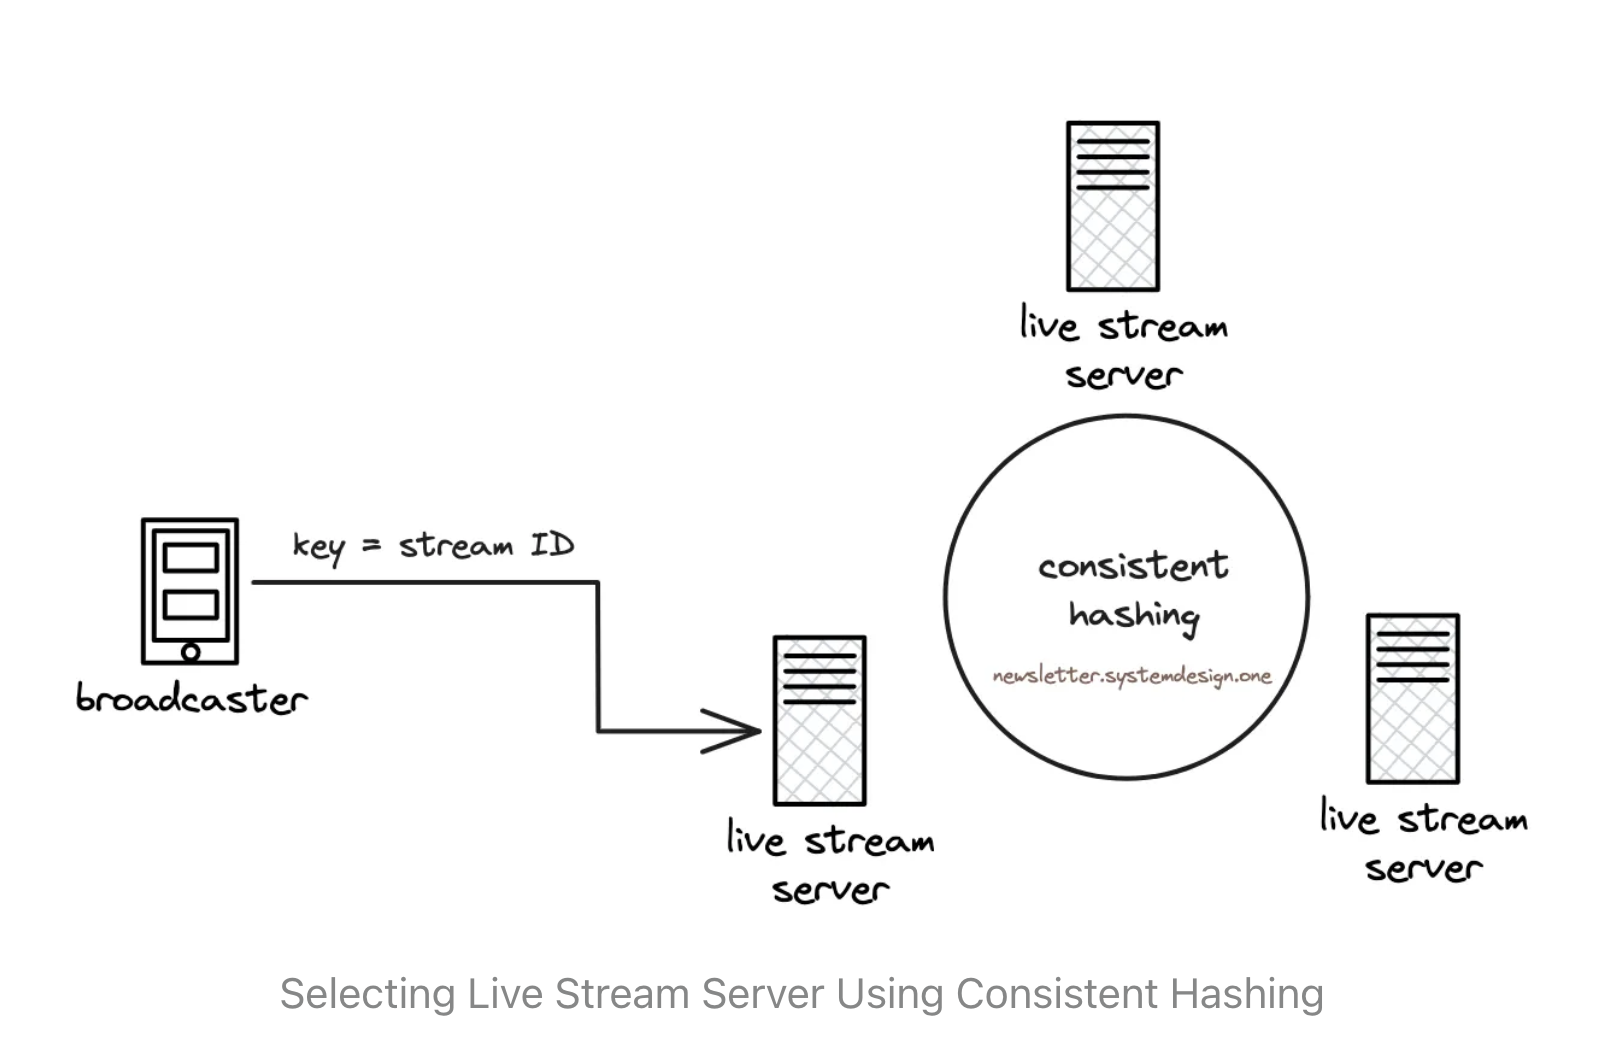 live stream
server
key = stream ID
consistent
hashing
newsletter.systemdesign.one
broadcaster
live stream
server
live stream
server
Selecting Live Stream Server Using Consistent Hashing